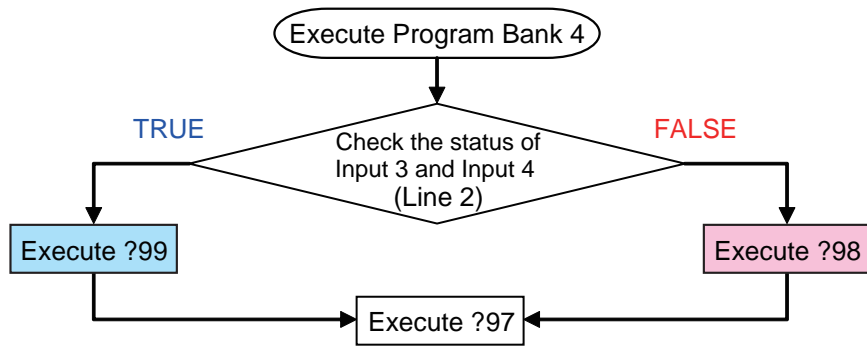 Execute Program Bank 4
TRUE
FALSE
Check the status of
Input 3 and Input 4
(Line 2)
Execute ?99
Execute ?98
Execute ?97